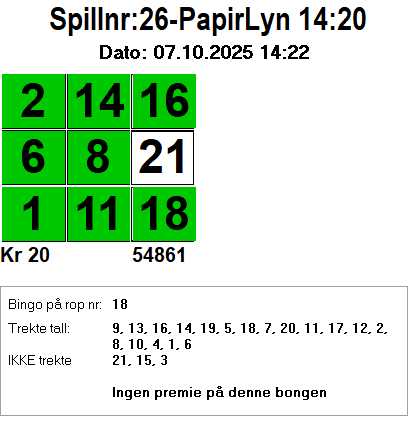 Spillnr:26-PapirLyn 14:20
Dato: 07.10.2025 14:22
2 14 16
6 8 21
1 11 18
Kr 20 54861
Bingo på rop nr: 18
Trekte tall: 9, 13, 16, 14, 19, 5, 18, 7, 20, 11, 17, 12, 2,
8, 10, 4, 1, 6
IKKE trekte 21, 15, 3
Ingen premie på denne bongen